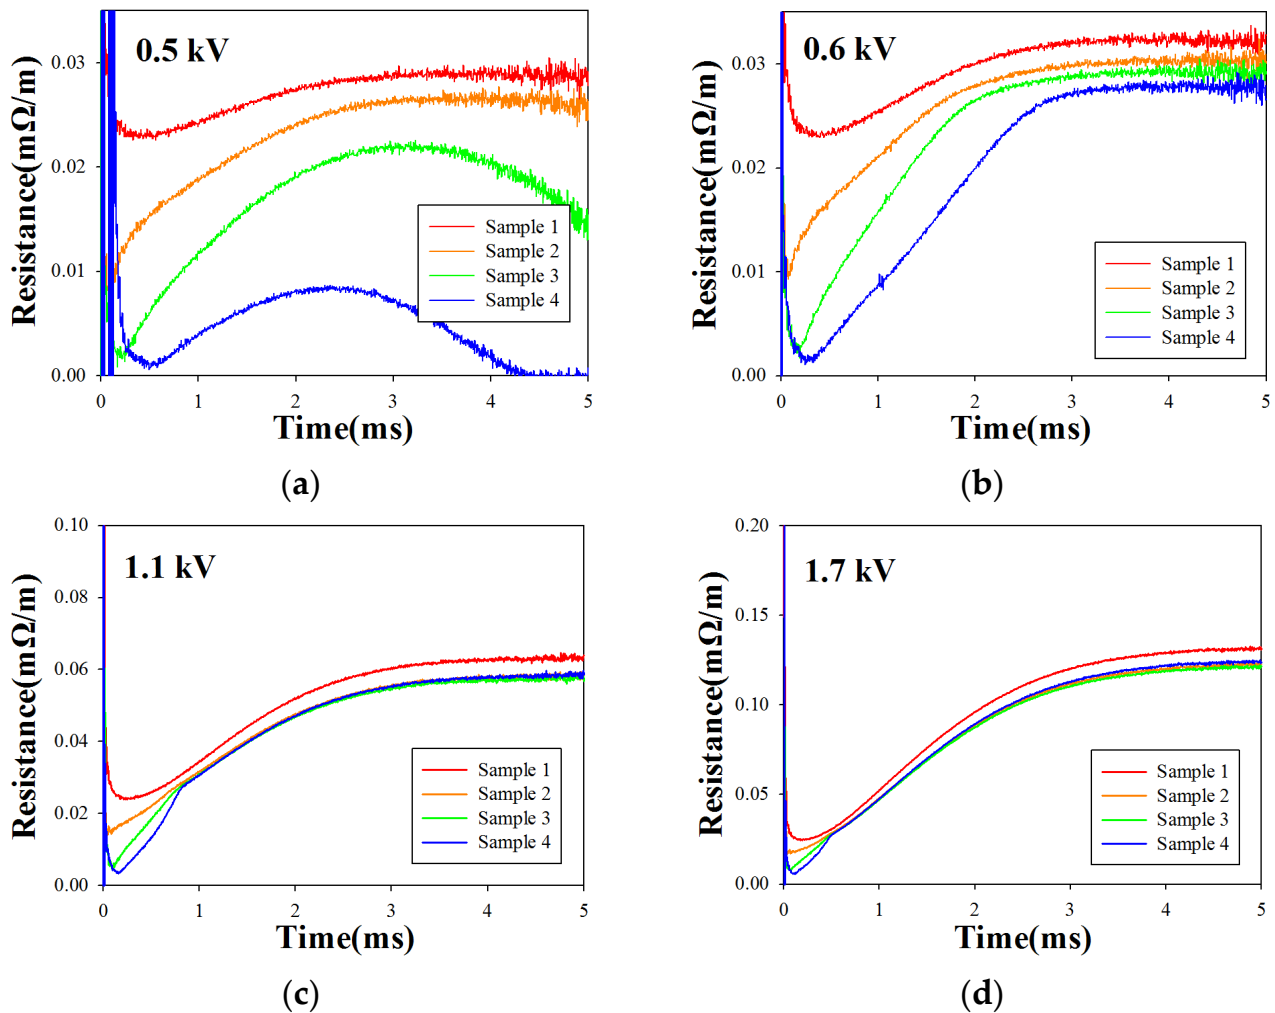 0.5 kV
Resistance(mΩ/m)
0.03
0.02
0.01
0.00
Sample 1
Sample 2
Sample 3
Sample 4
0 1 2 3 4 5
Time(ms)
(a)
0.6 kV
Resistance(mΩ/m)
0.03
0.02
0.01
0.00
Sample 1
Sample 2
Sample 3
Sample 4
0 1 2 3 4 5
Time(ms)
(b)
1.1 kV
Resistance(mΩ/m)
0.10
0.08
0.06
0.04
0.02
0.00
Sample 1
Sample 2
Sample 3
Sample 4
0 1 2 3 4 5
Time(ms)
(c)
1.7 kV
Resistance(mΩ/m)
0.20
0.15
0.10
0.05
0.00
Sample 1
Sample 2
Sample 3
Sample 4
0 1 2 3 4 5
Time(ms)
(d)